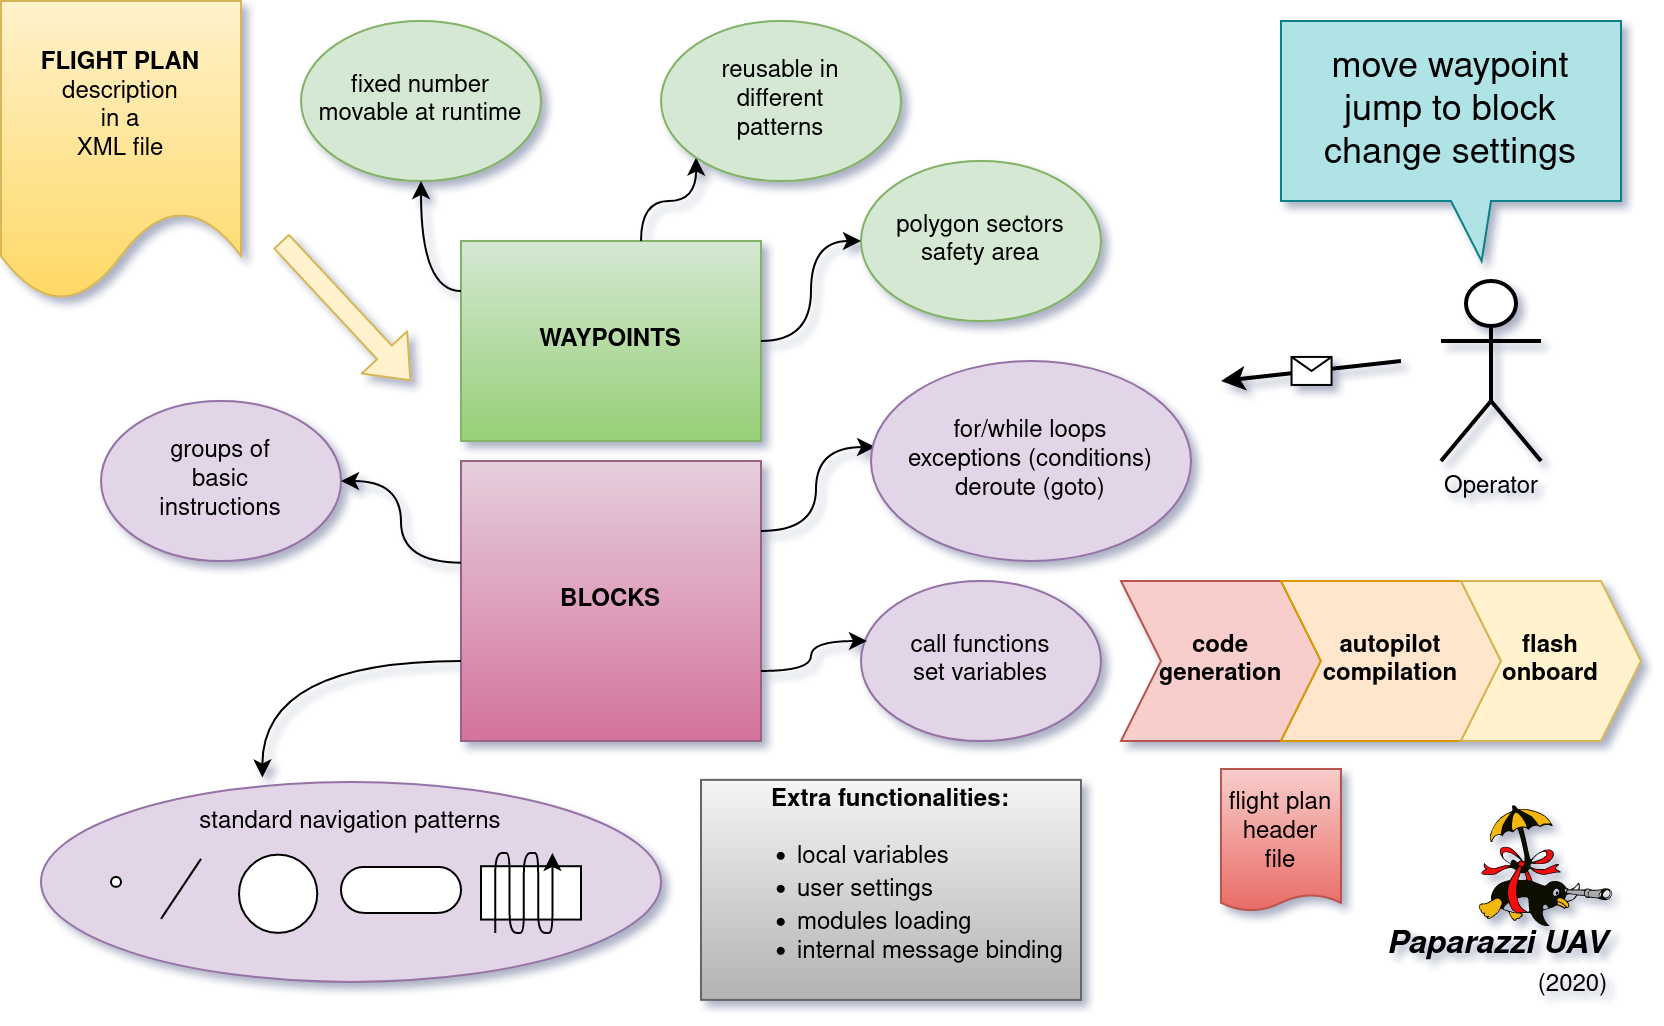 FLIGHT PLAN
description
in a
XML file
fixed number
movable at runtime
reusable in
different
patterns
polygon sectors
safety area
move waypoint
jump to block
change settings
WAYPOINTS
groups of
basic
instructions
for/while loops
exceptions (conditions)
deroute (goto)
Operator
BLOCKS
call functions
set variables
code
generation
autopilot
compilation
flash
onboard
standard navigation patterns
Extra functionalities:
• local variables
• user settings
• modules loading
• internal message binding
flight plan
header
file
Paparazzi UAV
(2020)